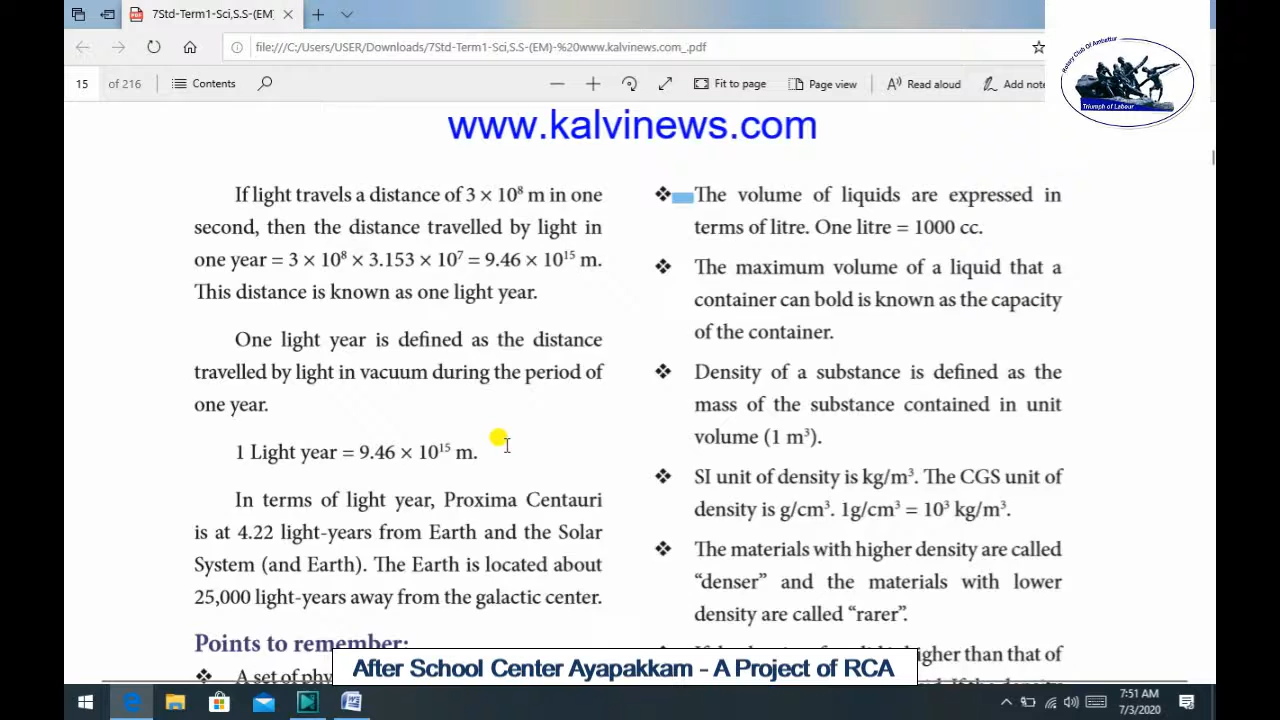 7Std-Term1-Sci,S.S-(EM)-%20www
file:///C:/Users/USER/Downloads/7Std-Term1-Sci,S.S-(EM)-%20www.kalvinews.com_.pdf
15 of 216 Contents Fit to page Page view Read aloud Add note
Rotary Club Of Ambattur
Triumph of Labour
www.kalvinews.com
If light travels a distance of 3 × 10⁸ m in one
second, then the distance travelled by light in
one year = 3 × 10⁸ × 3.153 × 10⁷ = 9.46 × 10¹⁵ m.
This distance is known as one light year.
One light year is defined as the distance
travelled by light in vacuum during the period of
one year.
1 Light year = 9.46 × 10¹⁵ m.
In terms of light year, Proxima Centauri
is at 4.22 light-years from Earth and the Solar
System (and Earth). The Earth is located about
25,000 light-years away from the galactic center.
Points to remember:
❖ A set of phy
❖ The volume of liquids are expressed in
terms of litre. One litre = 1000 cc.
❖ The maximum volume of a liquid that a
container can bold is known as the capacity
of the container.
❖ Density of a substance is defined as the
mass of the substance contained in unit
volume (1 m³).
❖ SI unit of density is kg/m³. The CGS unit of
density is g/cm³. 1g/cm³ = 10³ kg/m³.
❖ The materials with higher density are called
"denser" and the materials with lower
density are called "rarer".
higher than that of
After School Center Ayapakkam - A Project of RCA
7:51 AM
7/3/2020